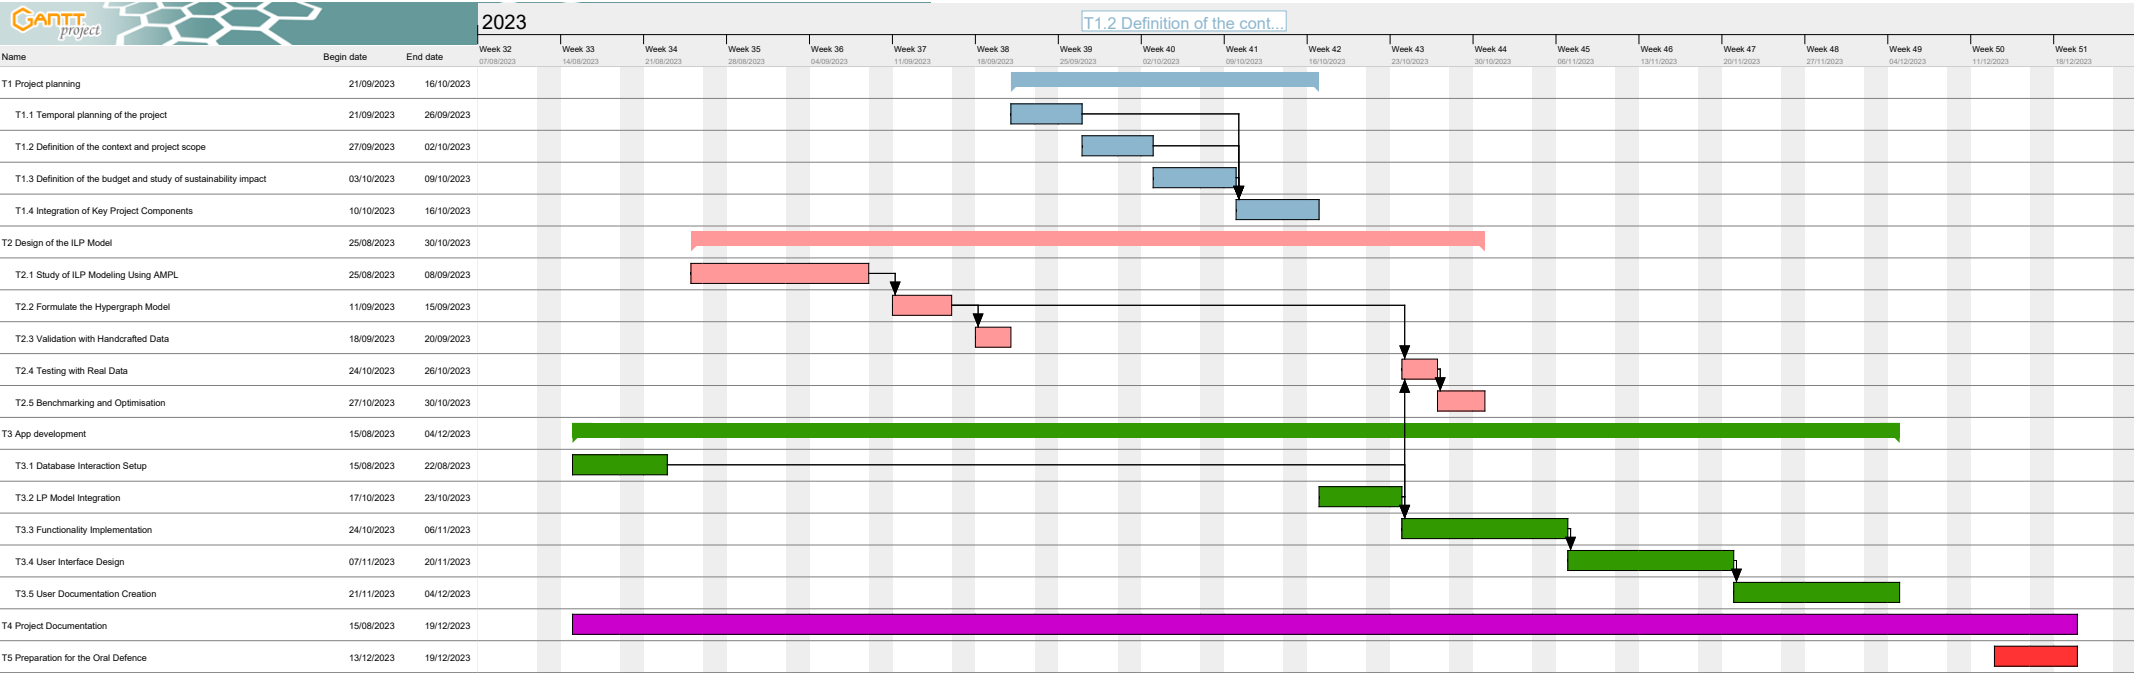 GANTT
project
2023
T1.2 Definition of the cont...
Name Begin date End date
Week 32 Week 33 Week 34 Week 35 Week 36 Week 37 Week 38 Week 39 Week 40 Week 41 Week 42 Week 43 Week 44 Week 45 Week 46 Week 47 Week 48 Week 49 Week 50 Week 51
07/08/2023 14/08/2023 21/08/2023 28/08/2023 04/09/2023 11/09/2023 18/09/2023 25/09/2023 02/10/2023 09/10/2023 16/10/2023 23/10/2023 30/10/2023 06/11/2023 13/11/2023 20/11/2023 27/11/2023 04/12/2023 11/12/2023 18/12/2023
T1 Project planning 21/09/2023 16/10/2023
T1.1 Temporal planning of the project 21/09/2023 26/09/2023
T1.2 Definition of the context and project scope 27/09/2023 02/10/2023
T1.3 Definition of the budget and study of sustainability impact 03/10/2023 09/10/2023
T1.4 Integration of Key Project Components 10/10/2023 16/10/2023
T2 Design of the ILP Model 25/08/2023 30/10/2023
T2.1 Study of ILP Modeling Using AMPL 25/08/2023 08/09/2023
T2.2 Formulate the Hypergraph Model 11/09/2023 15/09/2023
T2.3 Validation with Handcrafted Data 18/09/2023 20/09/2023
T2.4 Testing with Real Data 24/10/2023 26/10/2023
T2.5 Benchmarking and Optimisation 27/10/2023 30/10/2023
T3 App development 15/08/2023 04/12/2023
T3.1 Database Interaction Setup 15/08/2023 22/08/2023
T3.2 LP Model Integration 17/10/2023 23/10/2023
T3.3 Functionality Implementation 24/10/2023 06/11/2023
T3.4 User Interface Design 07/11/2023 20/11/2023
T3.5 User Documentation Creation 21/11/2023 04/12/2023
T4 Project Documentation 15/08/2023 19/12/2023
T5 Preparation for the Oral Defence 13/12/2023 19/12/2023